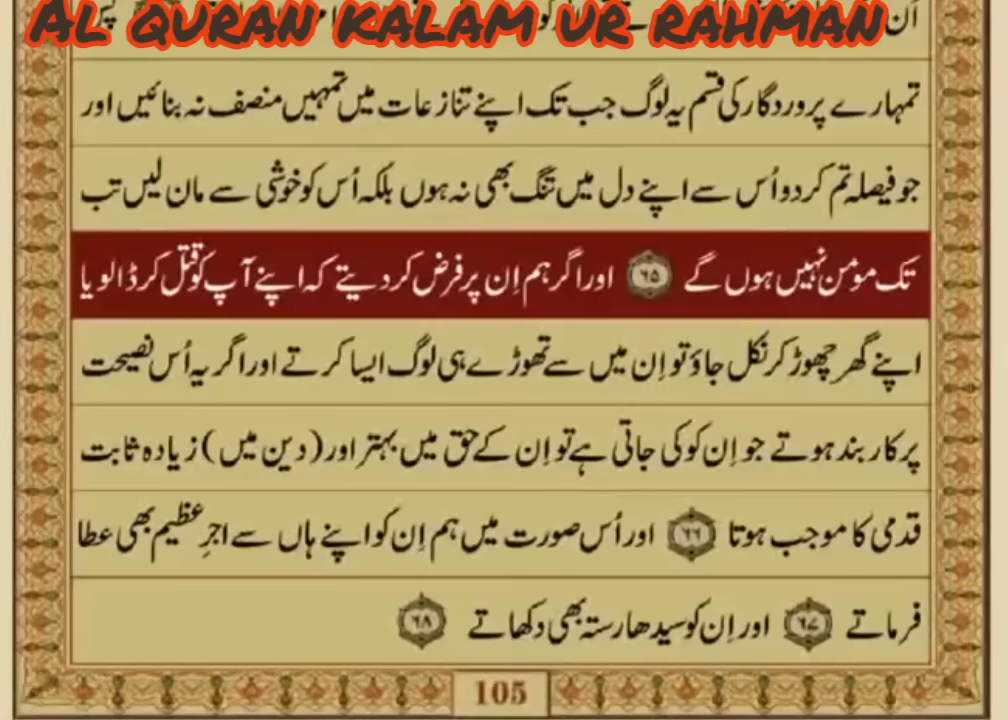 AL QURAN KALAM UR RAHMAN
تمہارے پروردگار کی قسم یہ لوگ جب تک اپنے تنازعات میں تمہیں منصف نہ بنائیں اور
جو فیصلہ تم کر دو اُس سے اپنے دل میں تنگ بھی نہ ہوں بلکہ اُس کو خوشی سے مان لیں تب
تک مومن نہیں ہوں گے ۶۵ اور اگر ہم اِن پر فرض کر دیتے کہ اپنے آپ کو قتل کر ڈالو یا
اپنے گھر چھوڑ کر نکل جاؤ تو اِن میں سے تھوڑے ہی لوگ ایسا کرتے اور اگر یہ اُس نصیحت
پر کاربند ہوتے جو اِن کو کی جاتی ہے تو اِن کے حق میں بہتر اور (دین میں) زیادہ ثابت
قدمی کا موجب ہوتا ۶۶ اور اُس صورت میں ہم اِن کو اپنے ہاں سے اجرِ عظیم بھی عطا
فرماتے ۶۷ اور اِن کو سیدھا رستہ بھی دکھاتے ۶۸
105